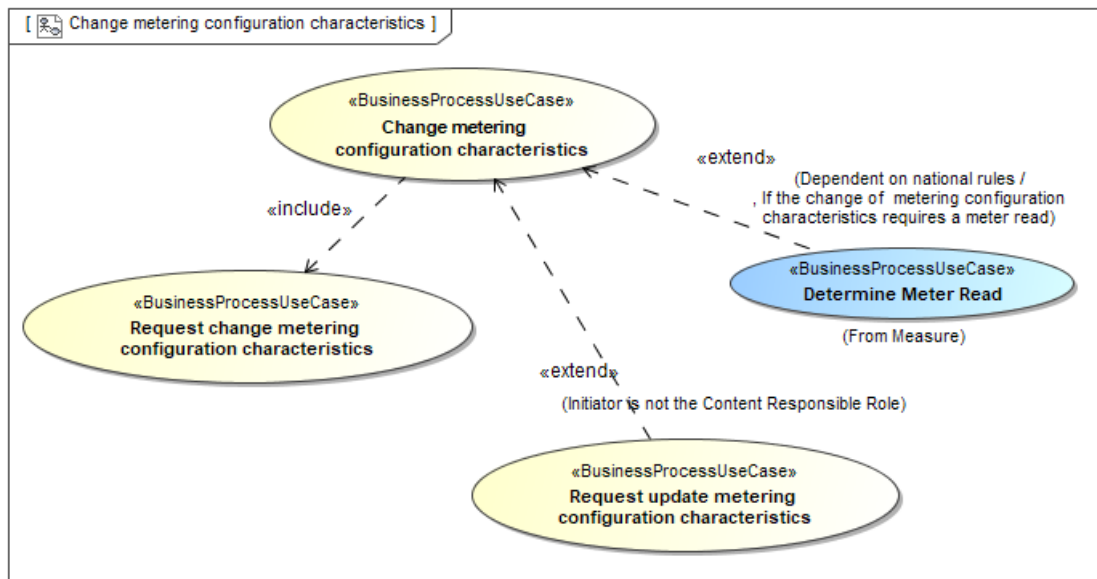 [ Change metering configuration characteristics ]
«BusinessProcessUseCase»
Change metering
configuration characteristics
«extend»
(Dependent on national rules /
, If the change of metering configuration
characteristics requires a meter read)
«include»
«BusinessProcessUseCase»
Determine Meter Read
(From Measure)
«BusinessProcessUseCase»
Request change metering
configuration characteristics
«extend»
(Initiator is not the Content Responsible Role)
«BusinessProcessUseCase»
Request update metering
configuration characteristics